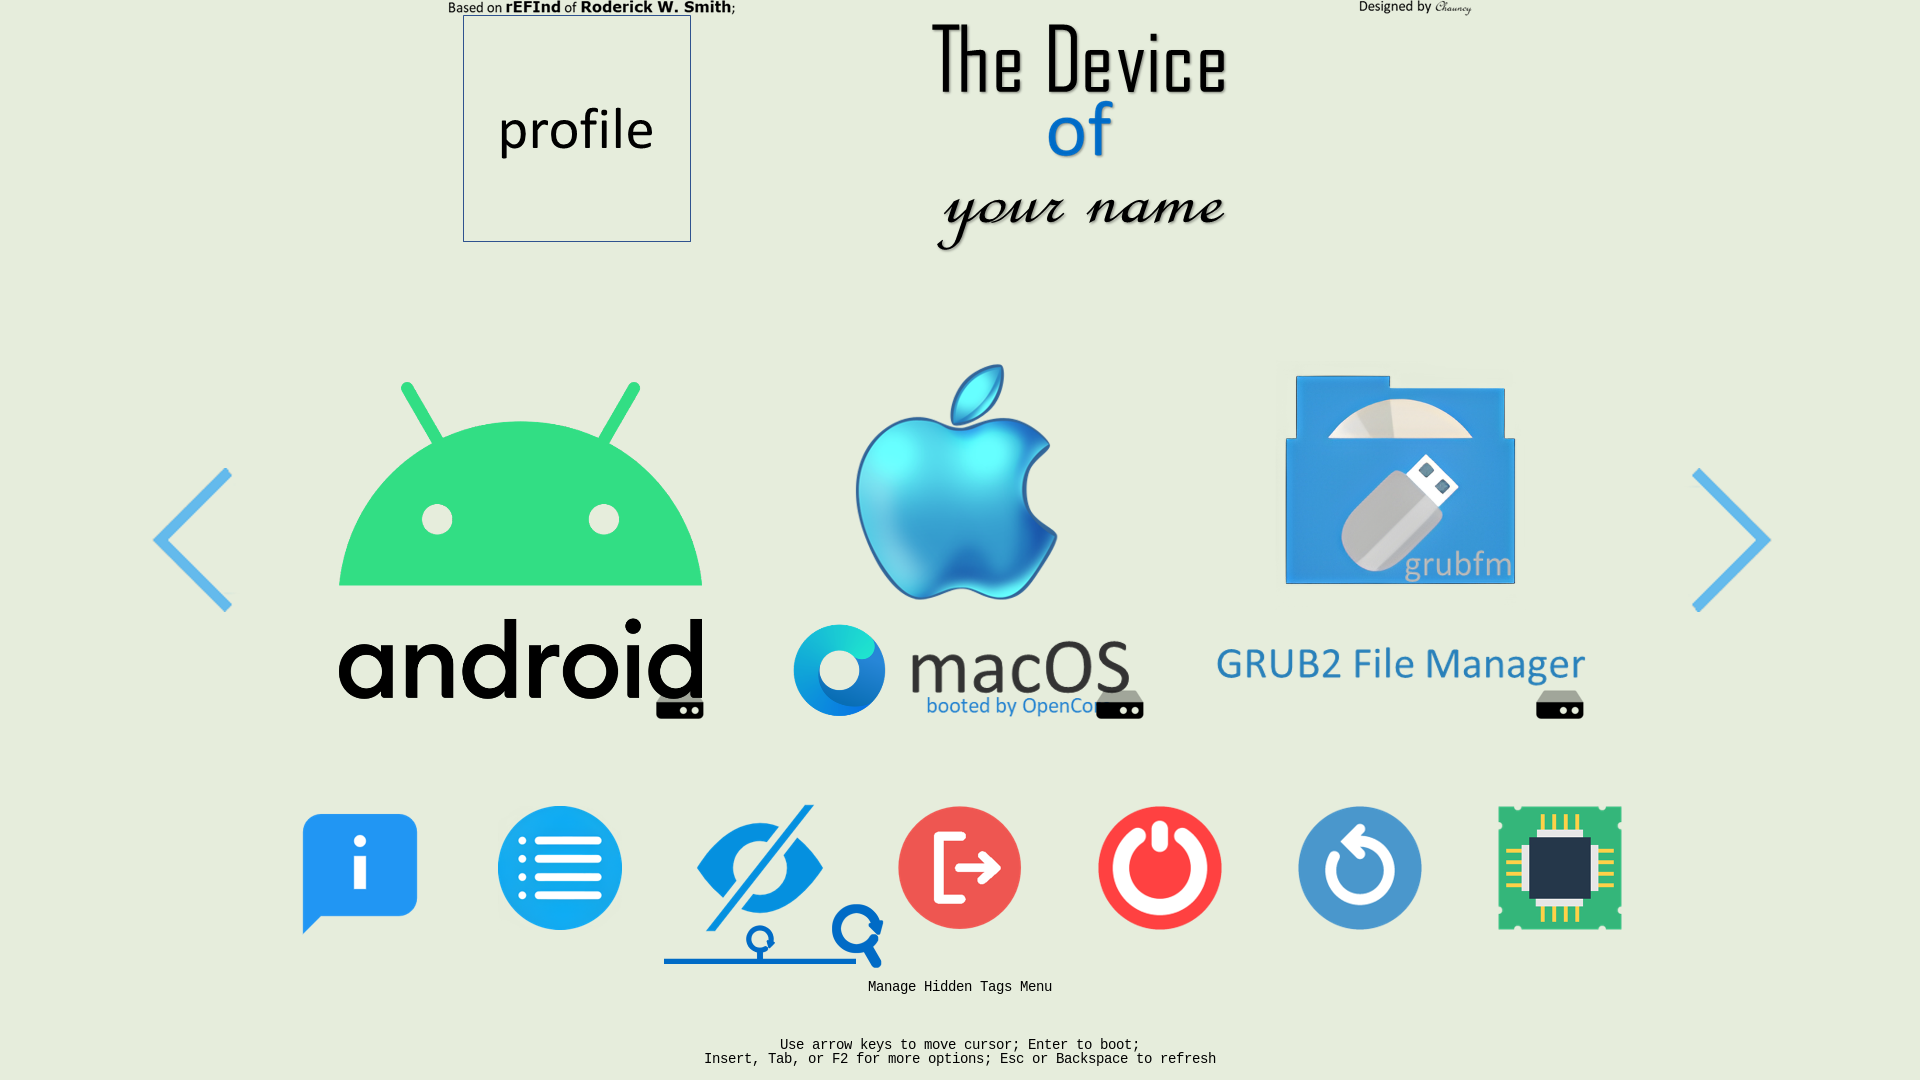 Based on rEFInd of Roderick W. Smith;
Designed by Chauncy
profile
The Device
of
your name
android
macOS
booted by OpenCor
grubfm
GRUB2 File Manager
Manage Hidden Tags Menu
Use arrow keys to move cursor; Enter to boot;
Insert, Tab, or F2 for more options; Esc or Backspace to refresh